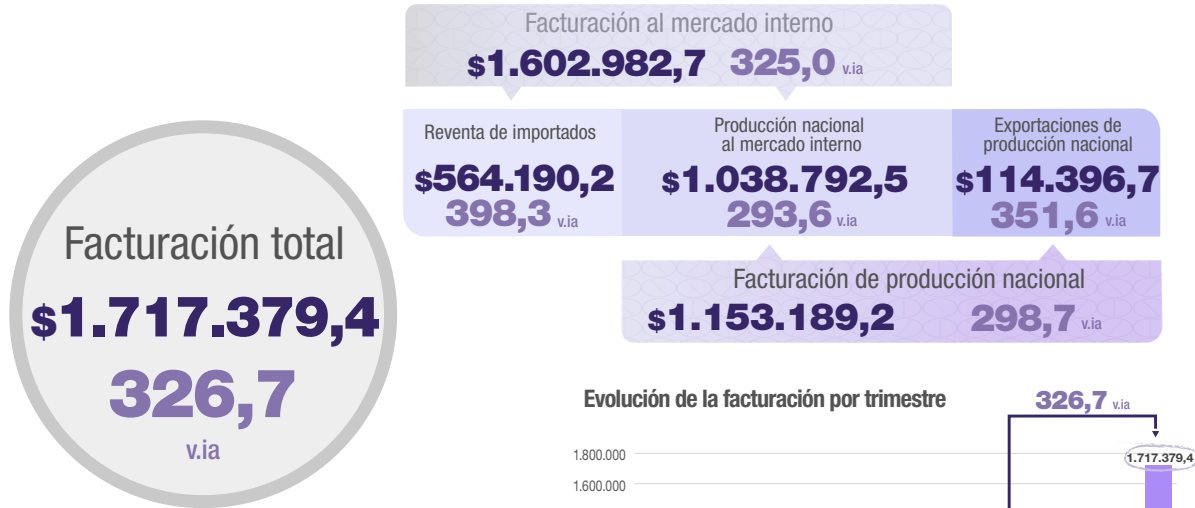 Facturación al mercado interno
$1.602.982,7 325,0 v.ia
Reventa de importados
$564.190,2
398,3 v.ia
Producción nacional
al mercado interno
$1.038.792,5
293,6 v.ia
Exportaciones de
producción nacional
$114.396,7
351,6 v.ia
Facturación de producción nacional
$1.153.189,2 298,7 v.ia
Facturación total
$1.717.379,4
326,7
v.ia
Evolución de la facturación por trimestre
326,7 v.ia
1.800.000
1.717.379,4
1.600.000